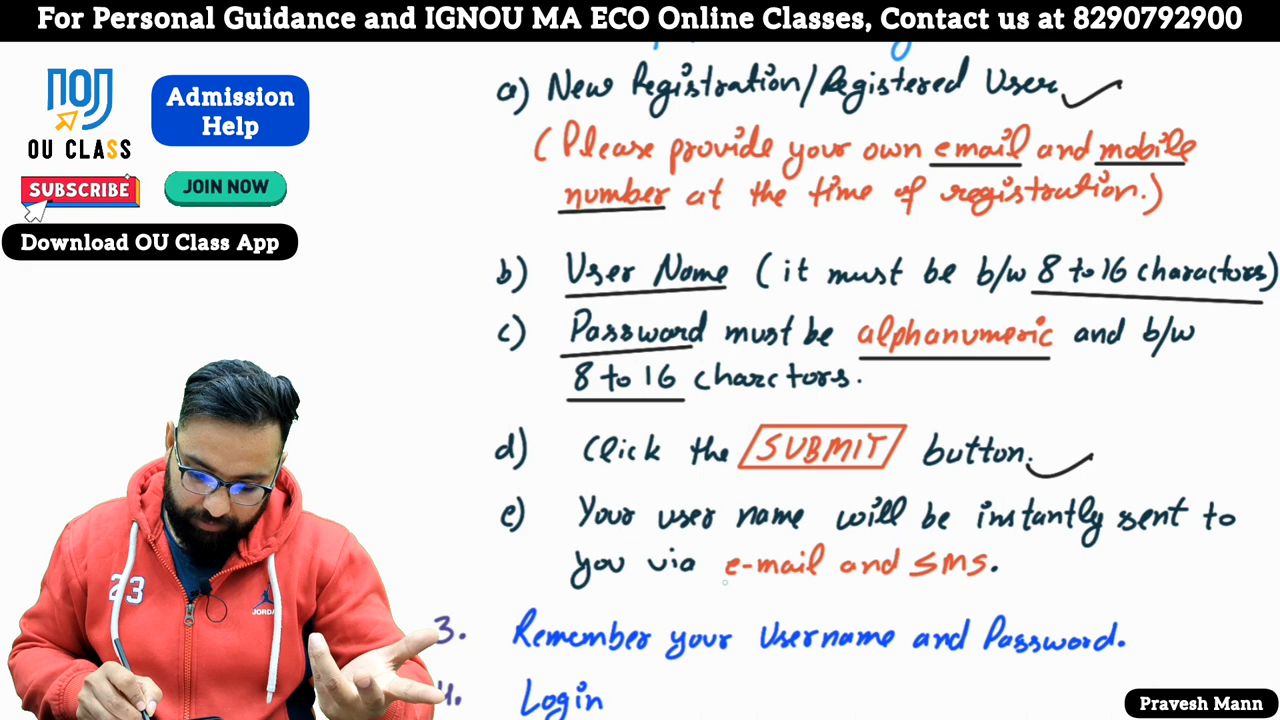 For Personal Guidance and IGNOU MA ECO Online Classes, Contact us at 8290792900
OU CLASS
Admission
Help
SUBSCRIBE
JOIN NOW
Download OU Class App
a) New Registration/Registered User
(Please provide your own email and mobile
number at the time of registration.)
b) User Name (it must be b/w 8 to 16 charactors)
c) Password must be alphanumeric and b/w
8 to 16 charctors.
d) Click the SUBMIT button.
e) Your user name will be instantly sent to
you via e-mail and SMS.
3. Remember your Username and Password.
4. Login
23
JORDAN
Pravesh Mann